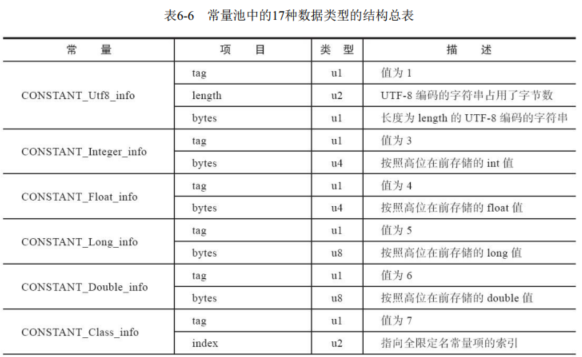 表6-6 常量池中的17种数据类型的结构总表
常 量 项 目 类 型 描 述
CONSTANT_Utf8_info tag u1 值为 1
length u2 UTF-8 编码的字符串占用了字节数
bytes u1 长度为 length 的 UTF-8 编码的字符串
CONSTANT_Integer_info tag u1 值为 3
bytes u4 按照高位在前存储的 int 值
CONSTANT_Float_info tag u1 值为 4
bytes u4 按照高位在前存储的 float 值
CONSTANT_Long_info tag u1 值为 5
bytes u8 按照高位在前存储的 long 值
CONSTANT_Double_info tag u1 值为 6
bytes u8 按照高位在前存储的 double 值
CONSTANT_Class_info tag u1 值为 7
index u2 指向全限定名常量项的索引